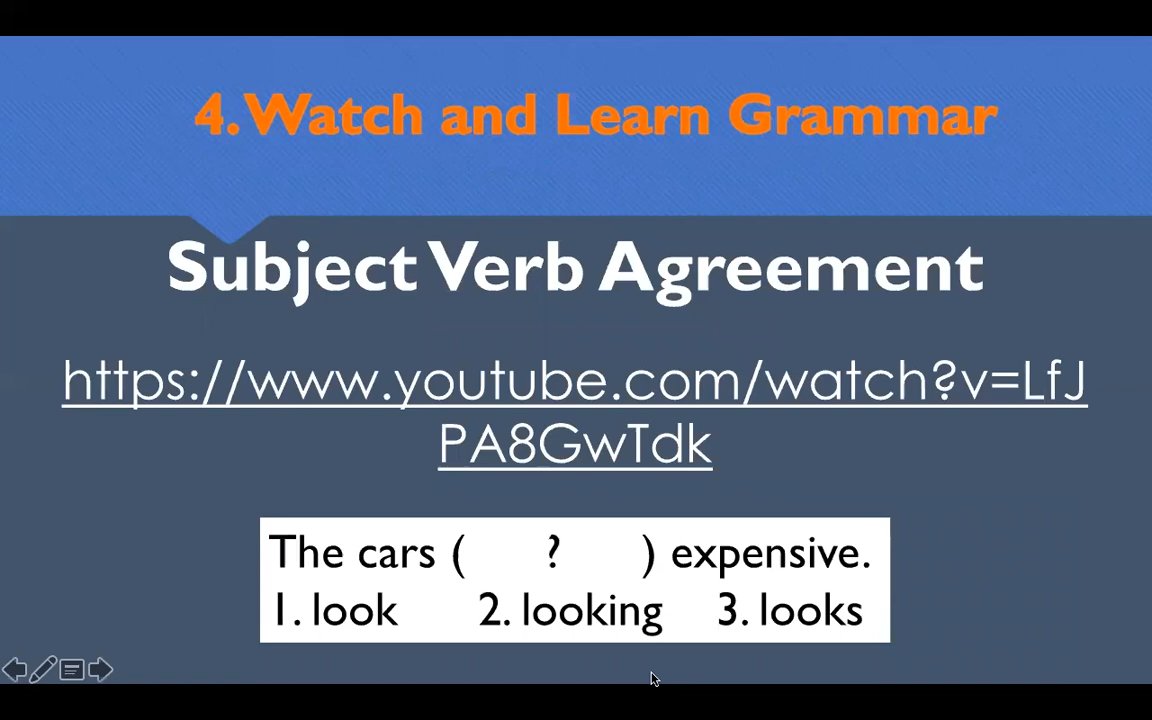 4. Watch and Learn Grammar
Subject Verb Agreement
https://www.youtube.com/watch?v=LfJ
PA8GwTdk
The cars ( ? ) expensive.
1. look 2. looking 3. looks